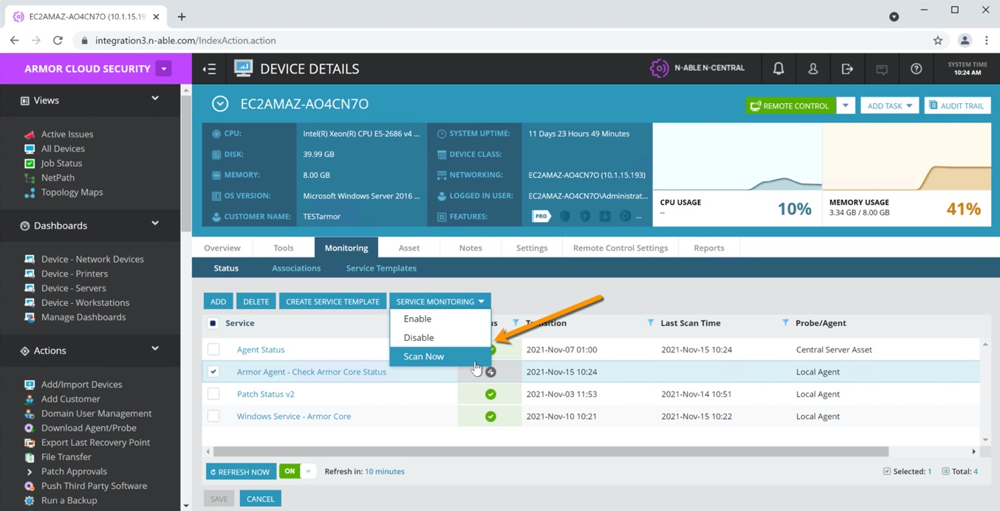 EC2AMAZ-AO4CN7O (10.1.15.19
integration3.n-able.com/IndexAction.action
ARMOR CLOUD SECURITY
DEVICE DETAILS
N-ABLE N-CENTRAL
SYSTEM TIME
10:24 AM
Views
Active Issues
All Devices
Job Status
NetPath
Topology Maps
Dashboards
Device - Network Devices
Device - Printers
Device - Servers
Device - Workstations
Manage Dashboards
Actions
Add/Import Devices
Add Customer
Domain User Management
Download Agent/Probe
Export Last Recovery Point
File Transfer
Patch Approvals
Push Third Party Software
Run a Backup
EC2AMAZ-AO4CN7O
REMOTE CONTROL
ADD TASK
AUDIT TRAIL
CPU: Intel(R) Xeon(R) CPU E5-2686 v4 ...
DISK: 39.99 GB
MEMORY: 8.00 GB
OS VERSION: Microsoft Windows Server 2016 ...
CUSTOMER NAME: TESTarmor
SYSTEM UPTIME: 11 Days 23 Hours 49 Minutes
DEVICE CLASS:
NETWORKING: EC2AMAZ-AO4CN7O (10.1.15.193)
LOGGED IN USER: EC2AMAZ-AO4CN7O\Administrat...
FEATURES: PRO ...
CPU USAGE
--
10%
MEMORY USAGE
3.34 GB / 8.00 GB
41%
Overview Tools Monitoring Asset Notes Settings Remote Control Settings Reports
Status Associations Service Templates
ADD DELETE CREATE SERVICE TEMPLATE SERVICE MONITORING
Enable
Disable
Scan Now
Service Last Scan Time Probe/Agent
Agent Status 2021-Nov-07 01:00 2021-Nov-15 10:24 Central Server Asset
Armor Agent - Check Armor Core Status 2021-Nov-15 10:24 Local Agent
Patch Status v2 2021-Nov-03 11:53 2021-Nov-14 10:51 Local Agent
Windows Service - Armor Core 2021-Nov-10 10:21 2021-Nov-15 10:22 Local Agent
REFRESH NOW ON Refresh in: 10 minutes Selected: 1 Total: 4
SAVE CANCEL